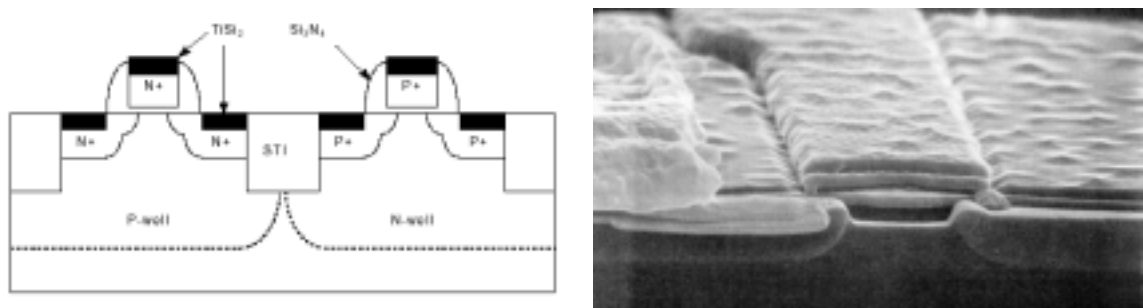 TiSi₂ Si₃N₄
N+ P+
N+ N+ STI P+ P+
P-well N-well